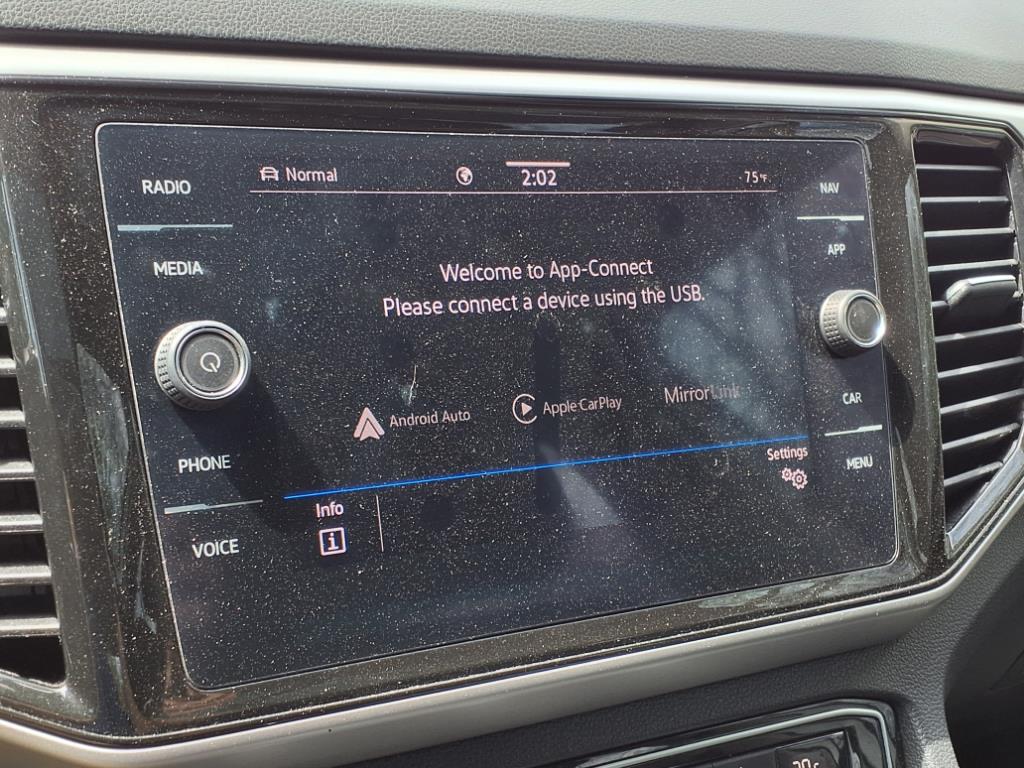 RADIO
MEDIA
PHONE
VOICE
Normal
2:02
75°F
Welcome to App-Connect
Please connect a device using the USB.
Android Auto
Apple CarPlay
MirrorLink
Settings
Info
i
NAV
APP
CAR
MENU